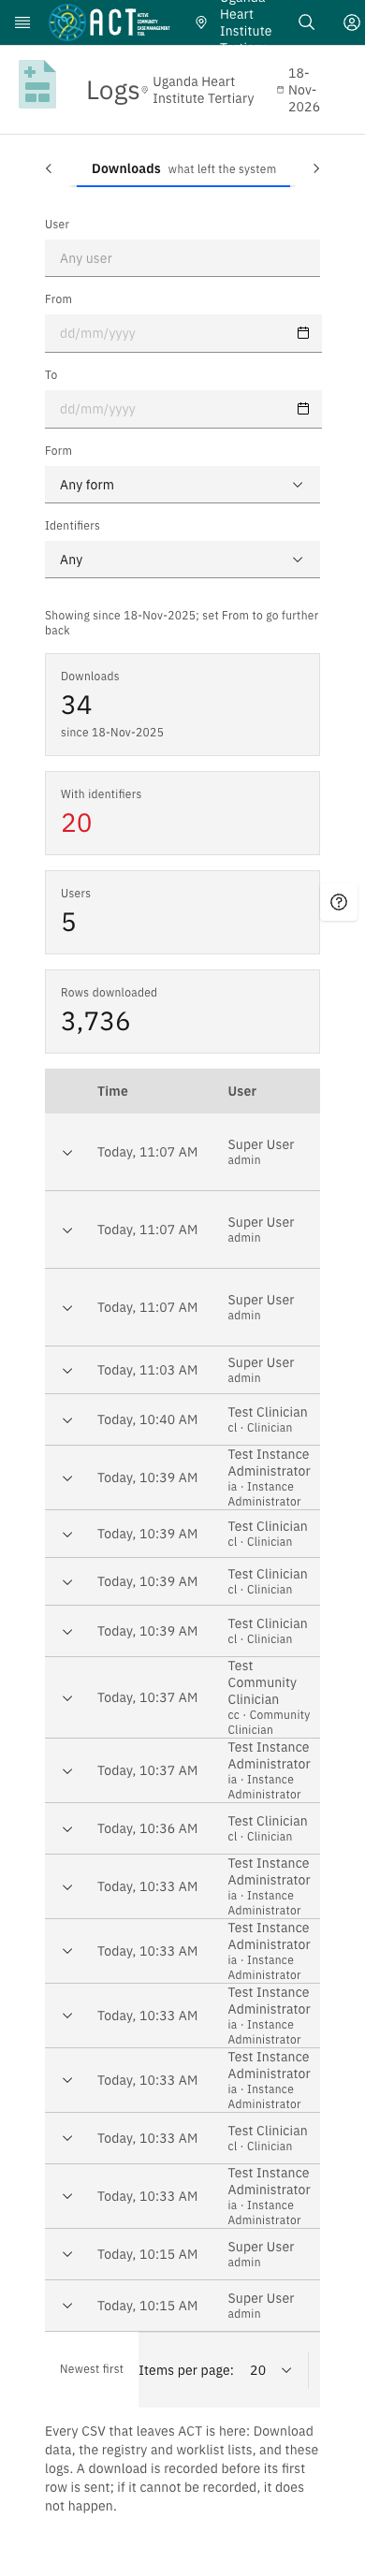 ACT
ACTIVE
COMMUNITY
DISEASE MANAGEMENT
TOOL
Uganda
Heart
Institute
Logs
Uganda Heart
Institute Tertiary
18-
Nov-
2026
Downloads what left the system
User
Any user
From
dd/mm/yyyy
To
dd/mm/yyyy
Form
Any form
Identifiers
Any
Showing since 18-Nov-2025; set From to go further
back
Downloads
34
since 18-Nov-2025
With identifiers
20
Users
5
Rows downloaded
3,736
Time User
Today, 11:07 AM Super User
admin
Today, 11:07 AM Super User
admin
Today, 11:07 AM Super User
admin
Today, 11:03 AM Super User
admin
Today, 10:40 AM Test Clinician
cl · Clinician
Today, 10:39 AM Test Instance
Administrator
ia · Instance
Administrator
Today, 10:39 AM Test Clinician
cl · Clinician
Today, 10:39 AM Test Clinician
cl · Clinician
Today, 10:39 AM Test Clinician
cl · Clinician
Today, 10:37 AM Test
Community
Clinician
cc · Community
Clinician
Today, 10:37 AM Test Instance
Administrator
ia · Instance
Administrator
Today, 10:36 AM Test Clinician
cl · Clinician
Today, 10:33 AM Test Instance
Administrator
ia · Instance
Administrator
Today, 10:33 AM Test Instance
Administrator
ia · Instance
Administrator
Today, 10:33 AM Test Instance
Administrator
ia · Instance
Administrator
Today, 10:33 AM Test Instance
Administrator
ia · Instance
Administrator
Today, 10:33 AM Test Clinician
cl · Clinician
Today, 10:33 AM Test Instance
Administrator
ia · Instance
Administrator
Today, 10:15 AM Super User
admin
Today, 10:15 AM Super User
admin
Newest first Items per page: 20
Every CSV that leaves ACT is here: Download
data, the registry and worklist lists, and these
logs. A download is recorded before its first
row is sent; if it cannot be recorded, it does
not happen.